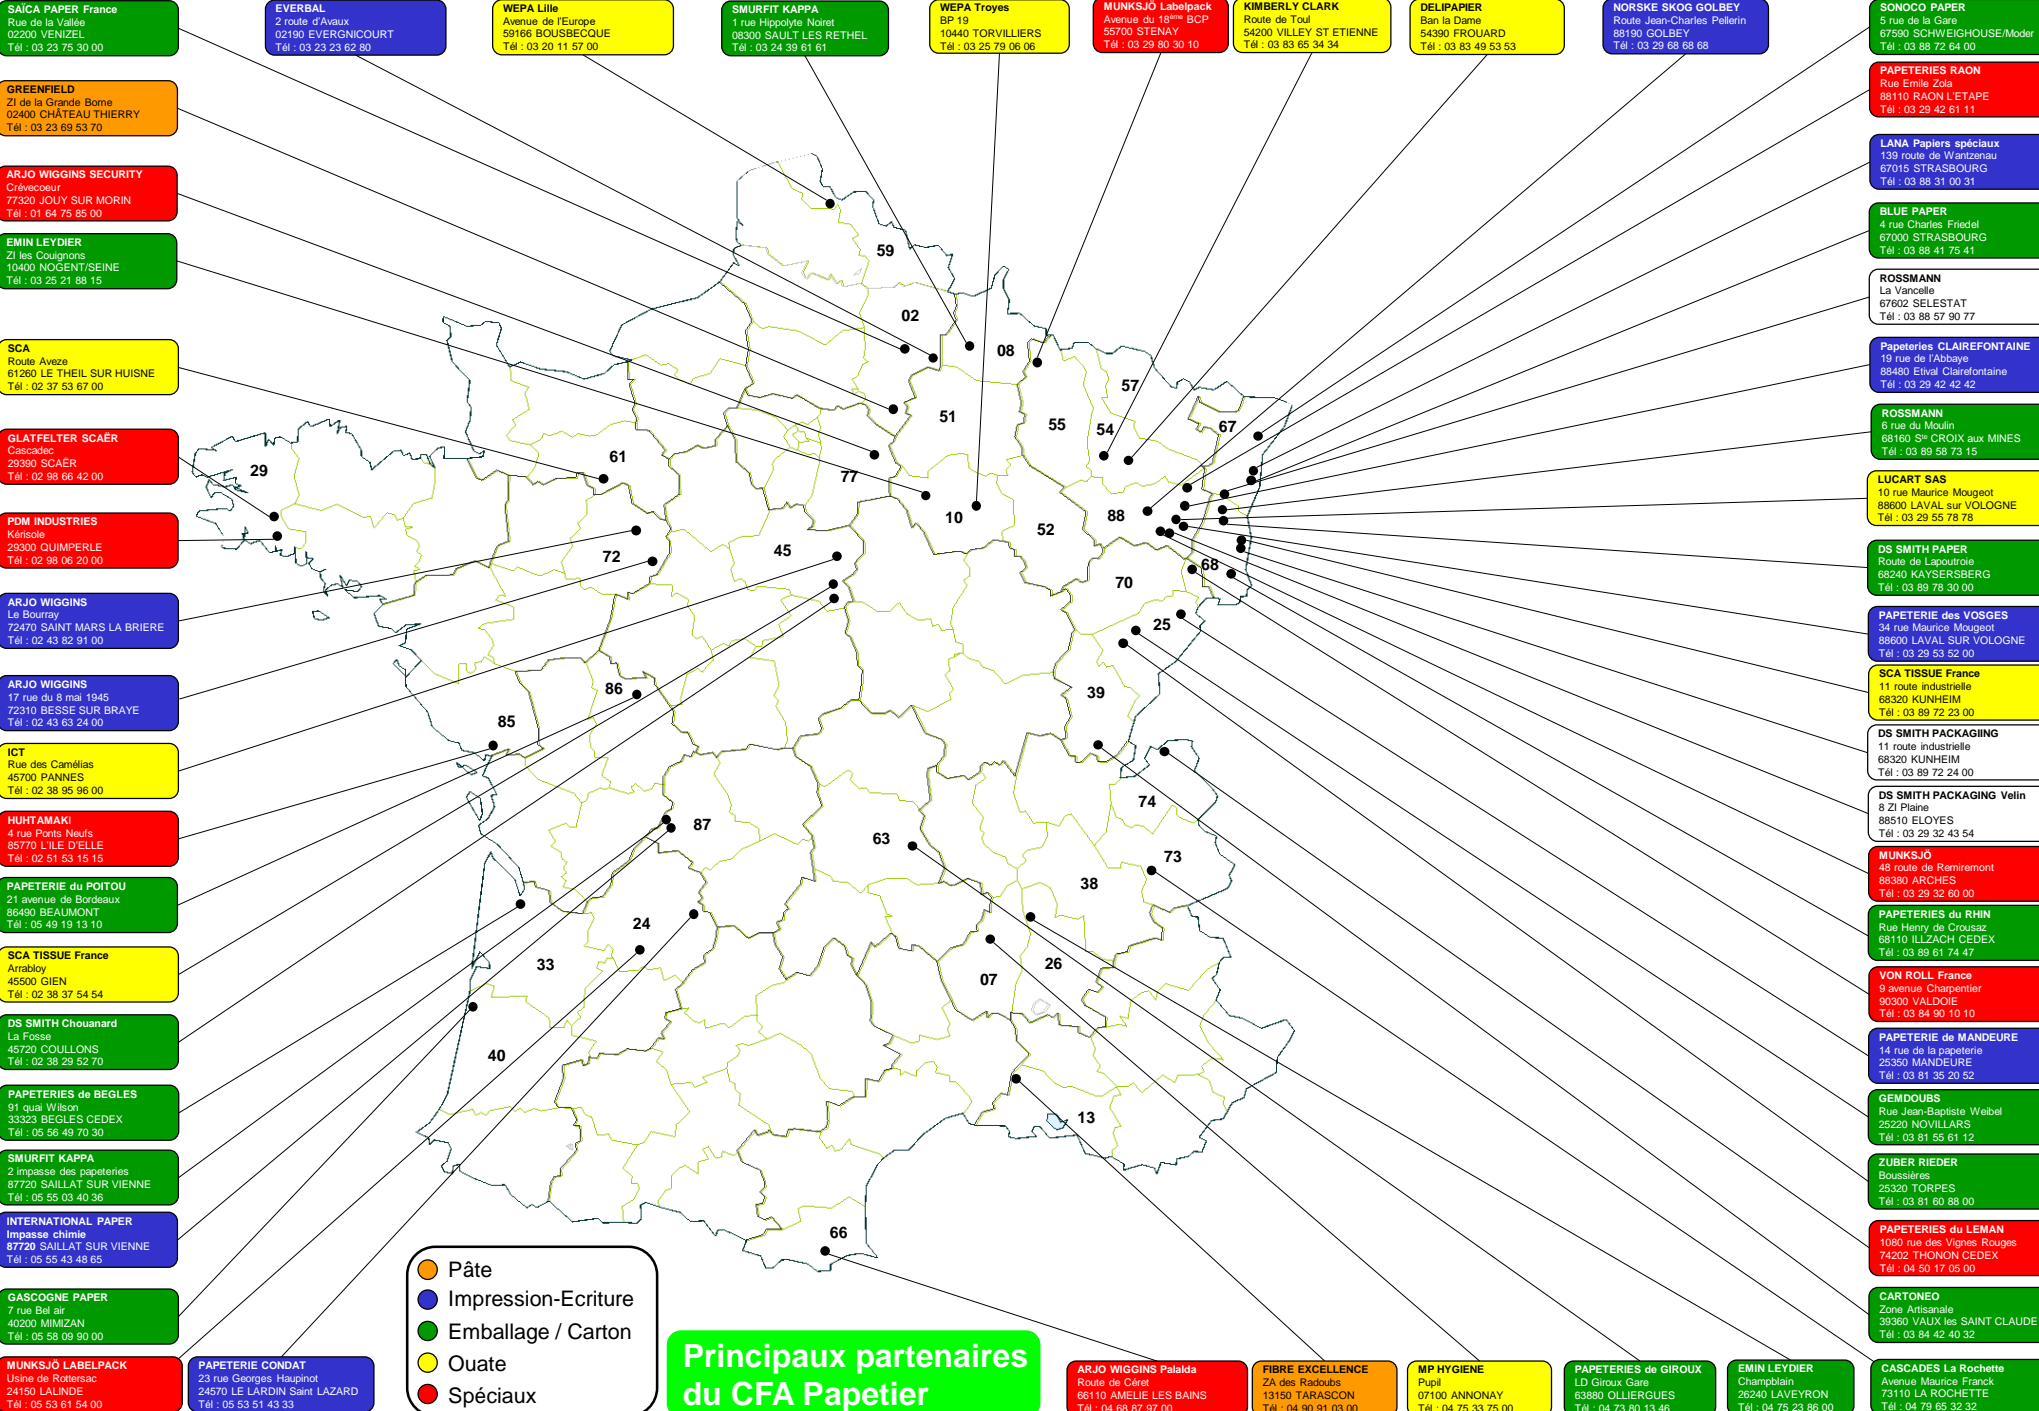 SAÏCA PAPER France
Rue de la Vallée
02200 VENIZEL
Tél : 03 23 75 30 00
EVERBAL
2 route d'Avaux
02190 EVERGNICOURT
Tél : 03 23 23 62 80
WEPA Lille
Avenue de l'Europe
59166 BOUSBECQUE
Tél : 03 20 11 57 00
SMURFIT KAPPA
1 rue Hippolyte Noiret
08300 SAULT LES RETHEL
Tél : 03 24 39 61 61
WEPA Troyes
BP 19
10440 TORVILLIERS
Tél : 03 25 79 06 06
MUNKSJÖ Labelpack
Avenue du 18ème BCP
55700 STENAY
Tél : 03 29 80 30 10
KIMBERLY CLARK
Route de Toul
54200 VILLEY ST ETIENNE
Tél : 03 83 65 34 34
DELIPAPIER
Ban la Dame
54390 FROUARD
Tél : 03 83 49 53 53
NORSKE SKOG GOLBEY
Route Jean-Charles Pellerin
88190 GOLBEY
Tél : 03 29 68 68 68
SONOCO PAPER
5 rue de la Gare
67590 SCHWEIGHOUSE/Moder
Tél : 03 88 72 64 00
GREENFIELD
ZI de la Grande Borne
02400 CHÂTEAU THIERRY
Tél : 03 23 69 53 70
ARJO WIGGINS SECURITY
Crèvecoeur
77320 JOUY SUR MORIN
Tél : 01 64 75 85 00
EMIN LEYDIER
ZI les Couignons
10400 NOGENT/SEINE
Tél : 03 25 21 88 15
SCA
Route Aveze
61260 LE THEIL SUR HUISNE
Tél : 02 37 53 67 00
GLATFELTER SCAËR
Cascadec
29390 SCAËR
Tél : 02 98 66 42 00
PDM INDUSTRIES
Kérisole
29300 QUIMPERLE
Tél : 02 98 06 20 00
ARJO WIGGINS
Le Bourray
72470 SAINT MARS LA BRIERE
Tél : 02 43 82 91 00
ARJO WIGGINS
17 rue du 8 mai 1945
72310 BESSE SUR BRAYE
Tél : 02 43 63 24 00
ICT
Rue des Camélias
45700 PANNES
Tél : 02 38 95 96 00
HUHTAMAKI
4 rue Ponts Neufs
85770 L'ILE D'ELLE
Tél : 02 51 53 15 15
PAPETERIE du POITOU
21 avenue de Bordeaux
86490 BEAUMONT
Tél : 05 49 19 13 10
SCA TISSUE France
Arrabloy
45500 GIEN
Tél : 02 38 37 54 54
DS SMITH Chouanard
La Fosse
45720 COULLONS
Tél : 02 38 29 52 70
PAPETERIES de BEGLES
91 quai Wilson
33323 BEGLES CEDEX
Tél : 05 56 49 70 30
SMURFIT KAPPA
2 impasse des papeteries
87720 SAILLAT SUR VIENNE
Tél : 05 55 03 40 36
INTERNATIONAL PAPER
Impasse chimie
87720 SAILLAT SUR VIENNE
Tél : 05 55 43 48 65
GASCOGNE PAPER
7 rue Bel air
40200 MIMIZAN
Tél : 05 58 09 90 00
MUNKSJÖ LABELPACK
Usine de Rottersac
24150 LALINDE
Tél : 05 53 61 54 00
PAPETERIE CONDAT
23 rue Georges Haupinot
24570 LE LARDIN Saint LAZARD
Tél : 05 53 51 43 33
59
02
08
57
51
55
54
67
29
61
77
10
52
88
72
45
68
70
25
86
39
85
74
87
63
73
38
24
33
26
07
40
13
66
PAPETERIES RAON
Rue Emile Zola
88110 RAON L'ETAPE
Tél : 03 29 42 61 11
LANA Papiers spéciaux
139 route de Wantzenau
67015 STRASBOURG
Tél : 03 88 31 00 31
BLUE PAPER
4 rue Charles Friedel
67000 STRASBOURG
Tél : 03 88 41 75 41
ROSSMANN
La Vancelle
67602 SELESTAT
Tél : 03 88 57 90 77
Papeteries CLAIREFONTAINE
19 rue de l'Abbaye
88480 Etival Clairefontaine
Tél : 03 29 42 42 42
ROSSMANN
6 rue du Moulin
68160 Ste CROIX aux MINES
Tél : 03 89 58 73 15
LUCART SAS
10 rue Maurice Mougeot
88600 LAVAL sur VOLOGNE
Tél : 03 29 55 78 78
DS SMITH PAPER
Route de Lapoutroie
68240 KAYSERSBERG
Tél : 03 89 78 30 00
PAPETERIE des VOSGES
34 rue Maurice Mougeot
88600 LAVAL SUR VOLOGNE
Tél : 03 29 53 52 00
SCA TISSUE France
11 route industrielle
68320 KUNHEIM
Tél : 03 89 72 23 00
DS SMITH PACKAGIING
11 route industrielle
68320 KUNHEIM
Tél : 03 89 72 24 00
DS SMITH PACKAGING Velin
8 ZI Plaine
88510 ELOYES
Tél : 03 29 32 43 54
MUNKSJÖ
48 route de Remiremont
88380 ARCHES
Tél : 03 29 32 60 00
PAPETERIES du RHIN
Rue Henry de Crousaz
68110 ILLZACH CEDEX
Tél : 03 89 61 74 47
VON ROLL France
9 avenue Charpentier
90300 VALDOIE
Tél : 03 84 90 10 10
PAPETERIE de MANDEURE
14 rue de la papeterie
25350 MANDEURE
Tél : 03 81 35 20 52
GEMDOUBS
Rue Jean-Baptiste Weibel
25220 NOVILLARS
Tél : 03 81 55 61 12
ZUBER RIEDER
Boussières
25320 TORPES
Tél : 03 81 60 88 00
PAPETERIES du LEMAN
1080 rue des Vignes Rouges
74202 THONON CEDEX
Tél : 04 50 17 05 00
CARTONEO
Zone Artisanale
39360 VAUX les SAINT CLAUDE
Tél : 03 84 42 40 32
CASCADES La Rochette
Avenue Maurice Franck
73110 LA ROCHETTE
Tél : 04 79 65 32 32
Pâte
Impression-Ecriture
Emballage / Carton
Ouate
Spéciaux
Principaux partenaires
du CFA Papetier
ARJO WIGGINS Palalda
Route de Céret
66110 AMELIE LES BAINS
Tél : 04 68 87 97 00
FIBRE EXCELLENCE
ZA des Radoubs
13150 TARASCON
Tél : 04 90 91 03 00
MP HYGIENE
Pupil
07100 ANNONAY
Tél : 04 75 33 75 00
PAPETERIES de GIROUX
LD Giroux Gare
63880 OLLIERGUES
Tél : 04 73 80 13 46
EMIN LEYDIER
Champblain
26240 LAVEYRON
Tél : 04 75 23 86 00